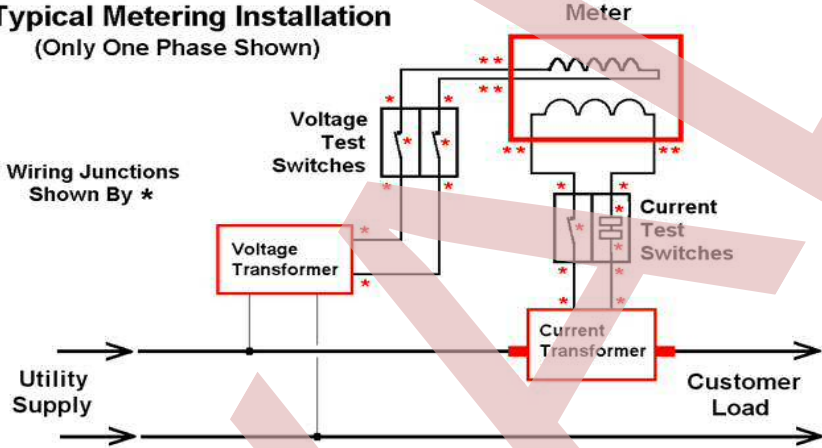 Typical Metering Installation
(Only One Phase Shown)
Meter
Voltage
Test
Switches
Wiring Junctions
Shown By *
Current
Test
Switches
Voltage
Transformer
Current
Transformer
Utility
Supply
Customer
Load